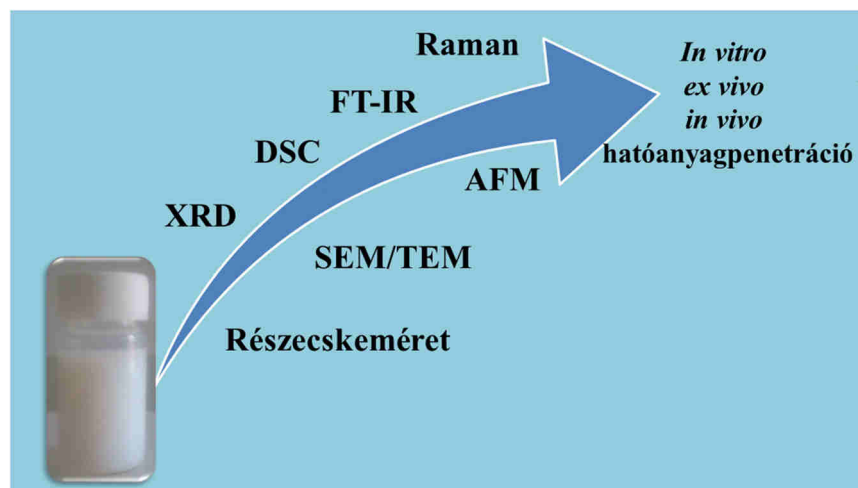 Raman
FT-IR
DSC
XRD
In vitro
ex vivo
in vivo
hatóanyagpenetráció
AFM
SEM/TEM
Részecskeméret